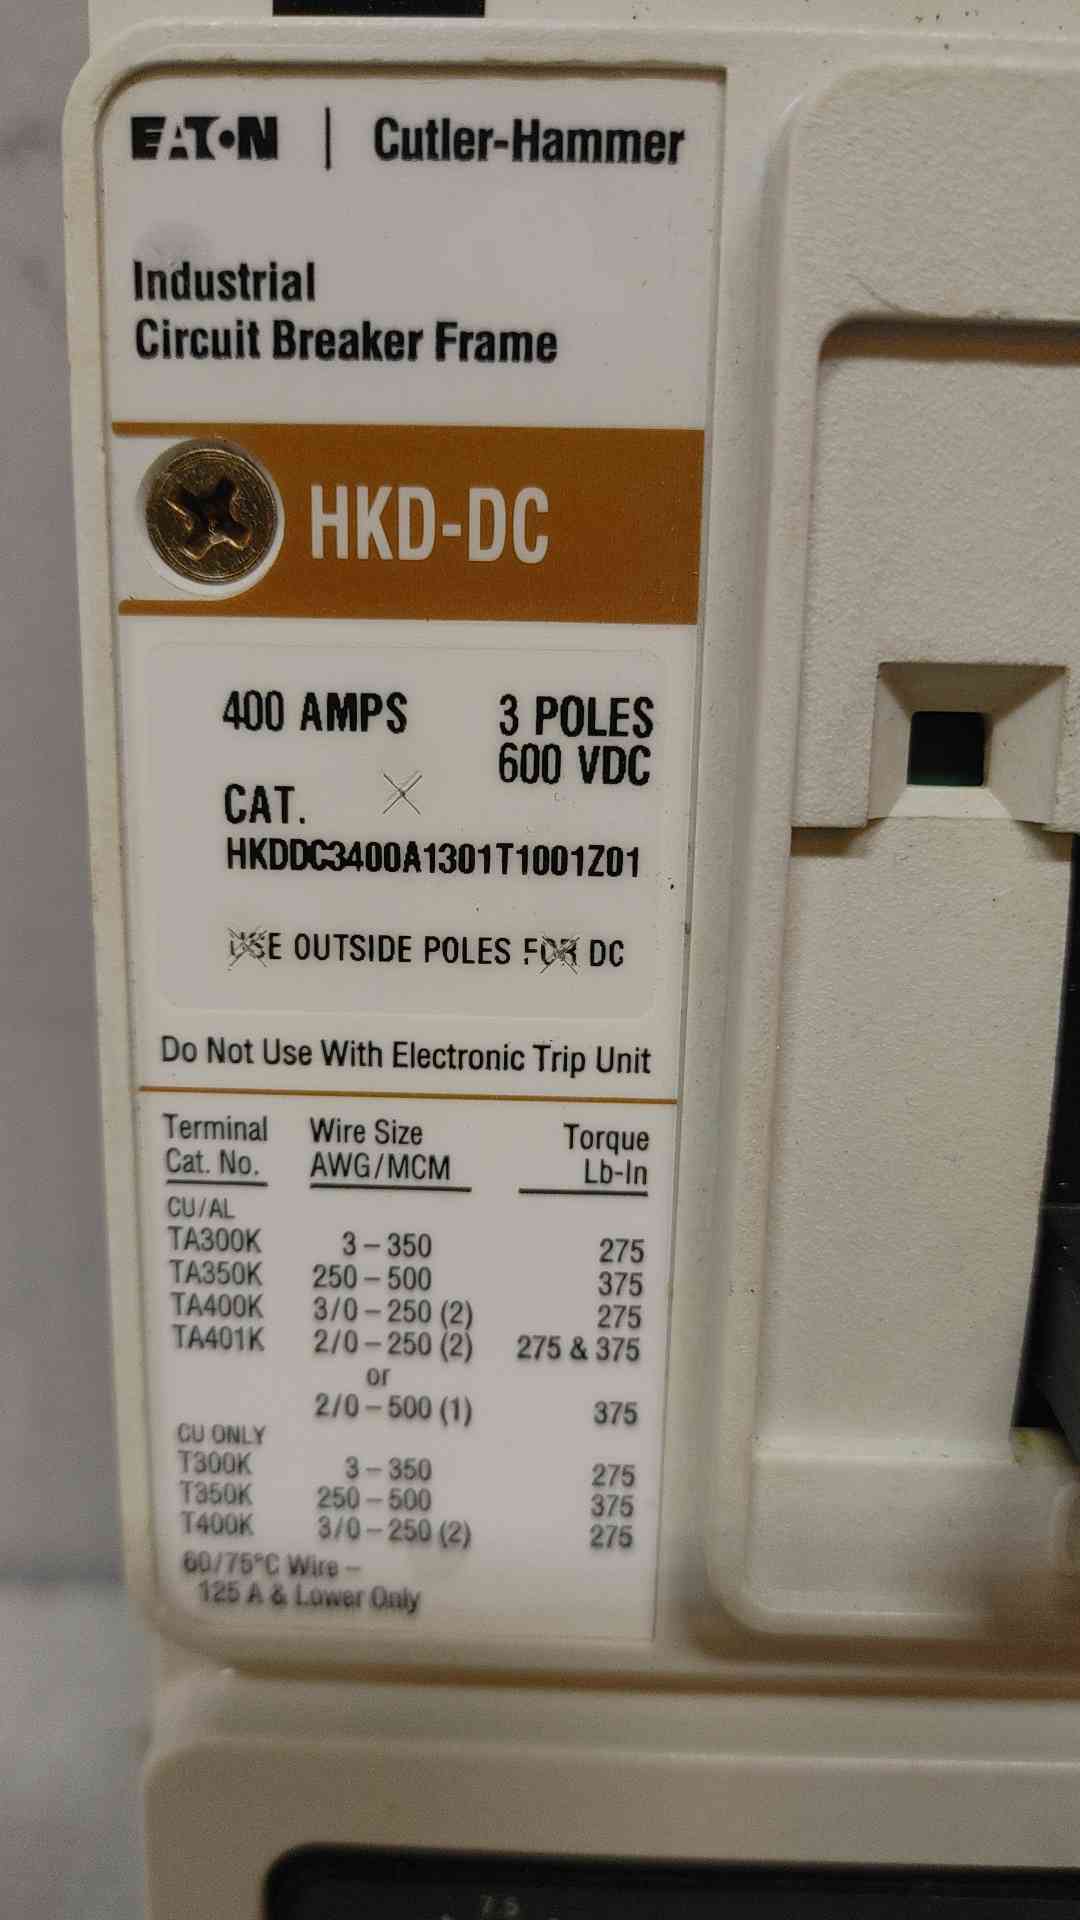 EATON | Cutler-Hammer
Industrial
Circuit Breaker Frame
HKD-DC
400 AMPS 3 POLES
600 VDC
CAT.
HKDDC3400A1301T1001Z01
USE OUTSIDE POLES FOR DC
Do Not Use With Electronic Trip Unit
Terminal Wire Size Torque
Cat. No. AWG/MCM Lb-In
CU/AL
TA300K 3-350 275
TA350K 250-500 375
TA400K 3/0-250 (2) 275
TA401K 2/0-250 (2) 275 & 375
or
2/0-500 (1) 375
CU ONLY
T300K 3-350 275
T350K 250-500 375
T400K 3/0-250 (2) 275
60/75°C Wire-
125 A & Lower Only
7.5